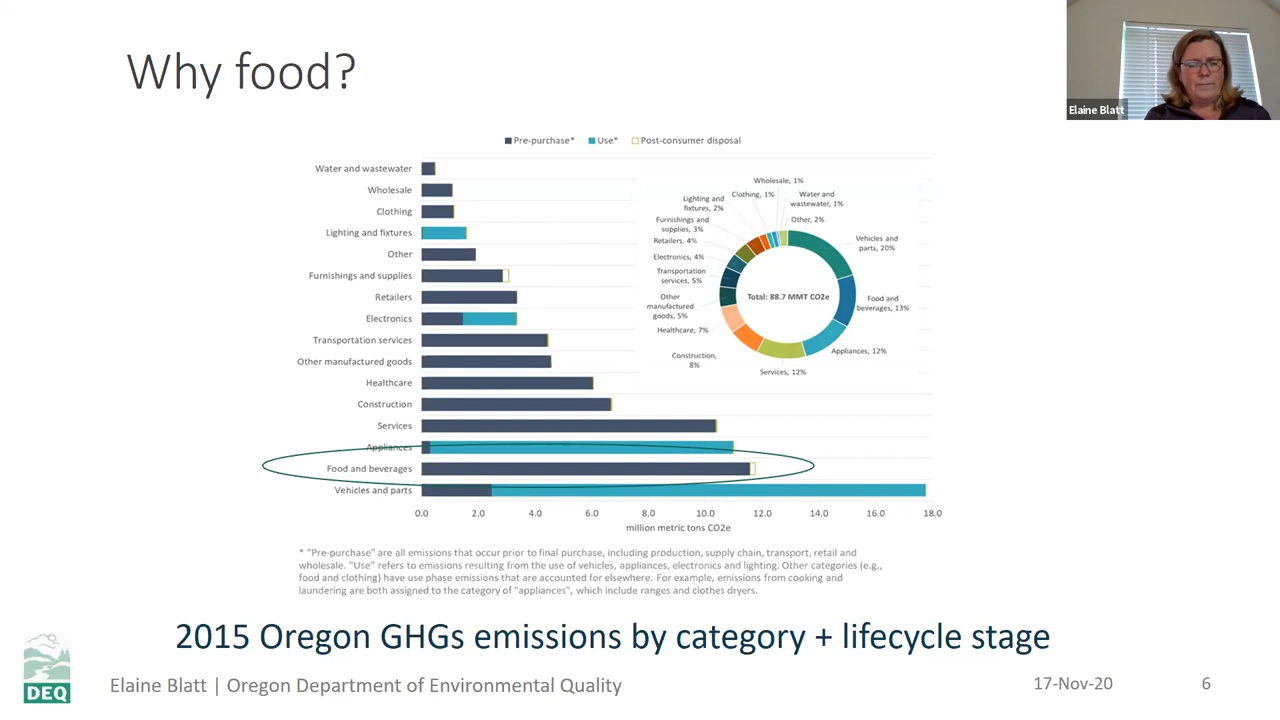 Why food?
Elaine Blatt
Pre-purchase*
Use*
Post-consumer disposal
Water and wastewater
Wholesale
Clothing
Lighting and fixtures
Other
Furnishings and supplies
Retailers
Electronics
Transportation services
Other manufactured goods
Healthcare
Construction
Services
Appliances
Food and beverages
Vehicles and parts
0.0
2.0
4.0
6.0
8.0
10.0
12.0
14.0
16.0
18.0
million metric tons CO2e
Wholesale, 1%
Clothing, 1%
Water and
wastewater, 1%
Lighting and
fixtures, 2%
Other, 2%
Furnishings and
supplies, 3%
Retailers, 4%
Vehicles and
parts, 20%
Electronics, 4%
Transportation
services, 5%
Other
manufactured
goods, 5%
Total: 88.7 MMT CO2e
Food and
beverages, 13%
Healthcare, 7%
Construction,
8%
Appliances, 12%
Services, 12%
* "Pre-purchase" are all emissions that occur prior to final purchase, including production, supply chain, transport, retail and
wholesale. "Use" refers to emissions resulting from the use of vehicles, appliances, electronics and lighting. Other categories (e.g.,
food and clothing) have use phase emissions that are accounted for elsewhere. For example, emissions from cooking and
laundering are both assigned to the category of "appliances", which include ranges and clothes dryers.
2015 Oregon GHGs emissions by category + lifecycle stage
DEQ
Elaine Blatt | Oregon Department of Environmental Quality
17-Nov-20
6